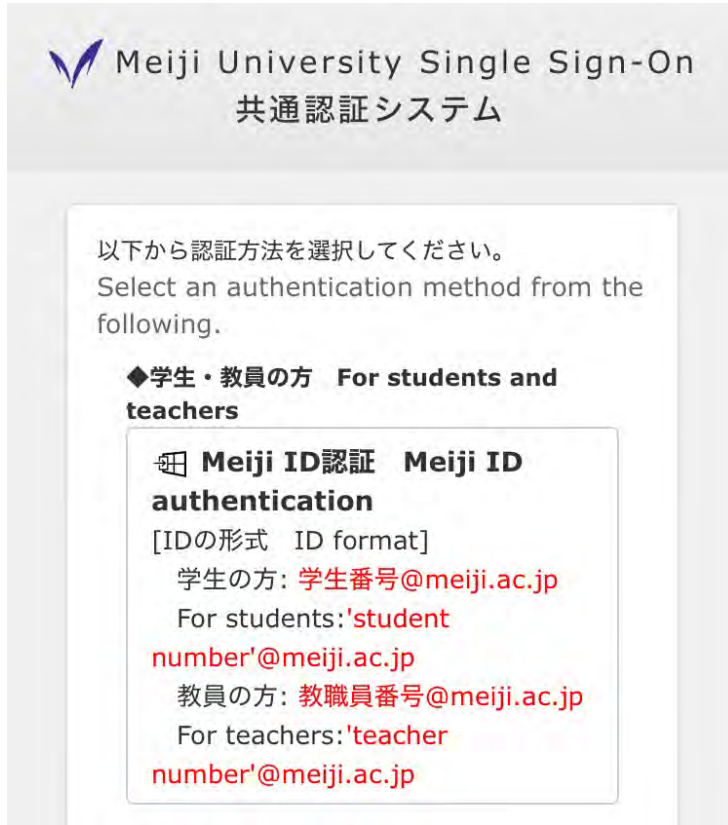 Meiji University Single Sign-On
共通認証システム
以下から認証方法を選択してください。
Select an authentication method from the
following.
◆学生・教員の方　For students and
teachers
Meiji ID認証　Meiji ID
authentication
[IDの形式　ID format]
学生の方: 学生番号@meiji.ac.jp
For students:'student
number'@meiji.ac.jp
教員の方: 教職員番号@meiji.ac.jp
For teachers:'teacher
number'@meiji.ac.jp